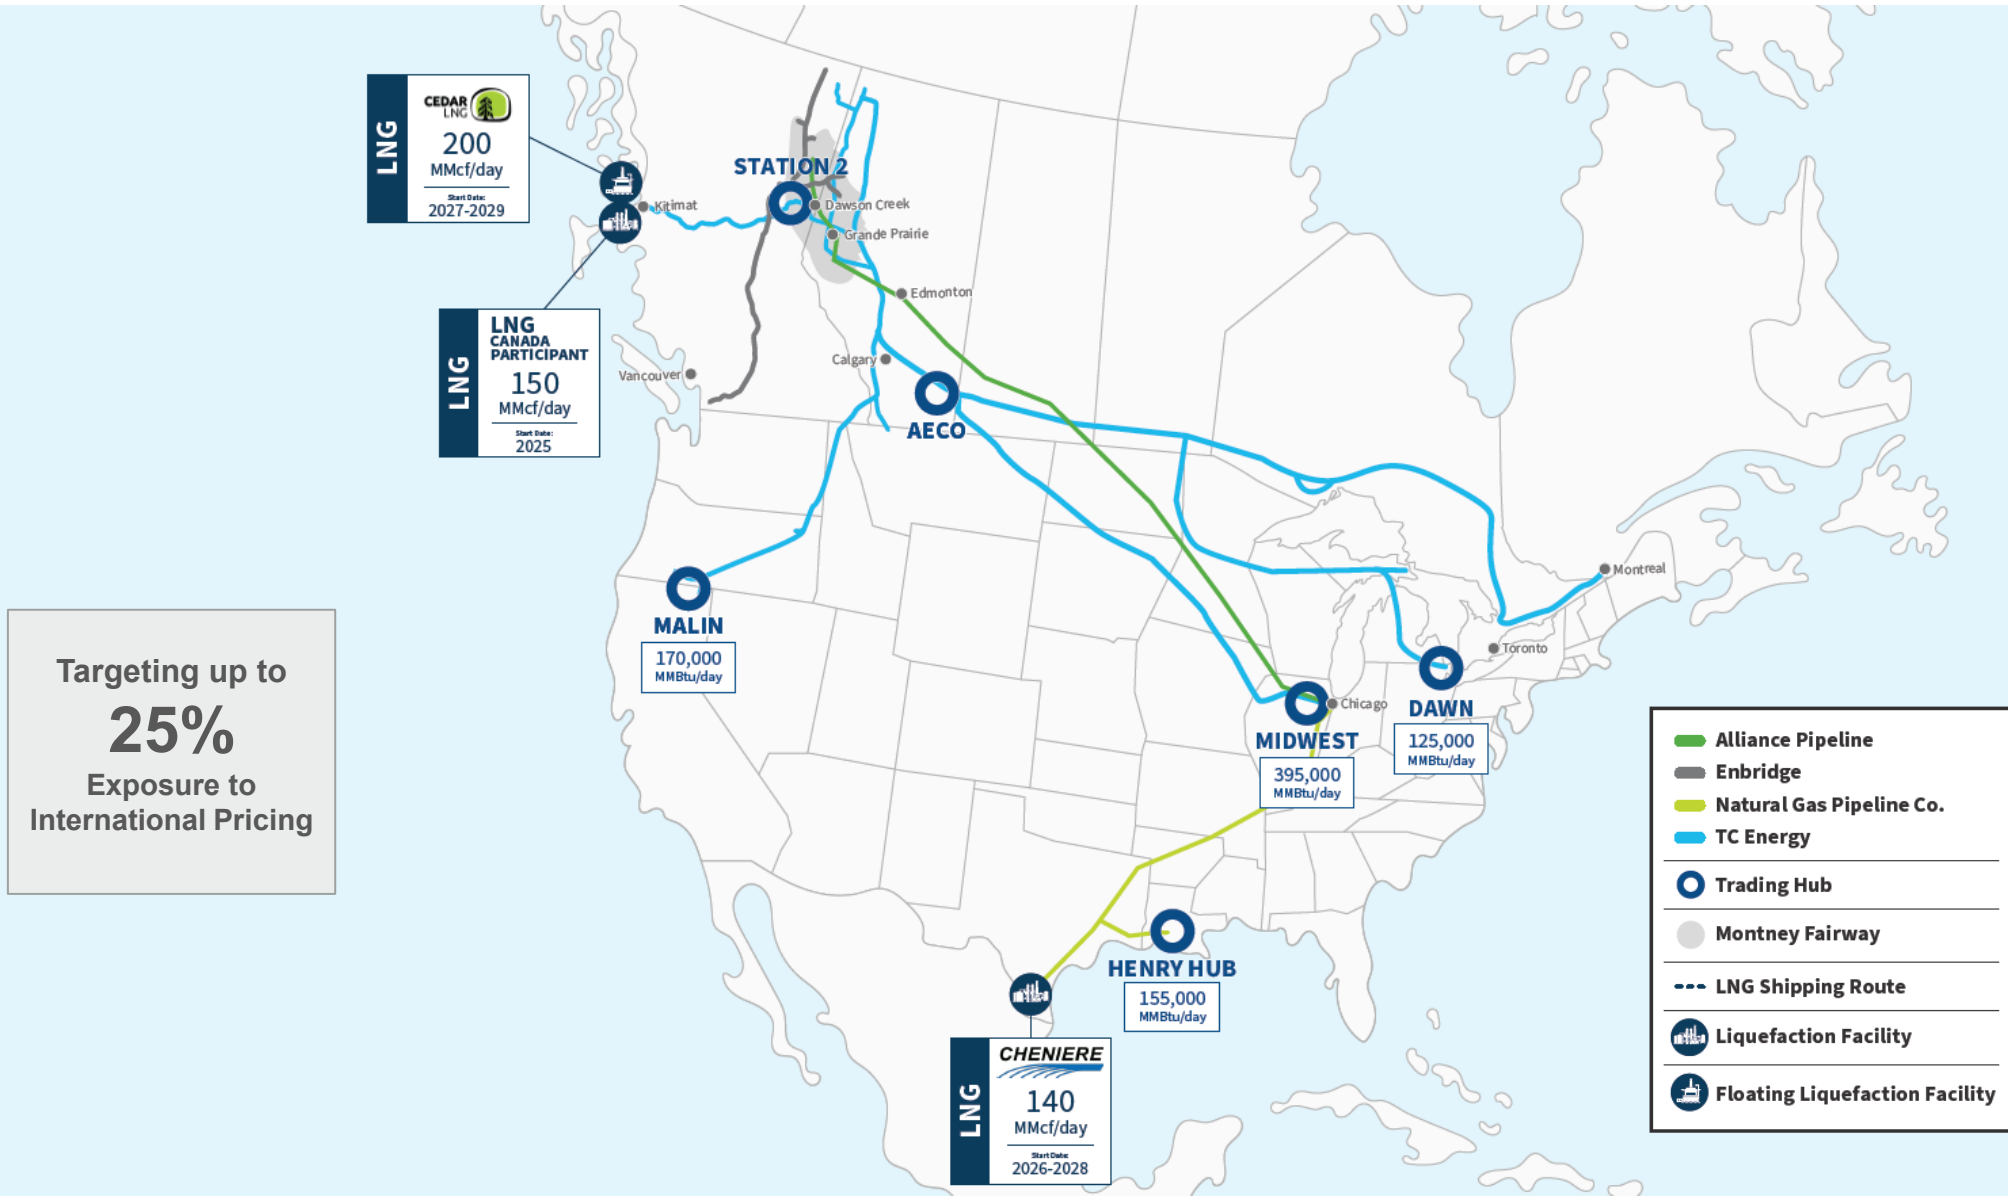 LNG
CEDAR
LNG
200
MMcf/day
Start Date:
2027-2029
LNG
LNG
CANADA
PARTICIPANT
150
MMcf/day
Start Date:
2025
STATION 2
Kitimat
Dawson Creek
Grande Prairie
Edmonton
Calgary
Vancouver
AECO
MALIN
170,000
MMBtu/day
Montreal
Toronto
Chicago
DAWN
125,000
MMBtu/day
MIDWEST
395,000
MMBtu/day
HENRY HUB
155,000
MMBtu/day
LNG
CHENIERE
140
MMcf/day
Start Date:
2026-2028
Targeting up to
25%
Exposure to
International Pricing
Alliance Pipeline
Enbridge
Natural Gas Pipeline Co.
TC Energy
Trading Hub
Montney Fairway
LNG Shipping Route
Liquefaction Facility
Floating Liquefaction Facility